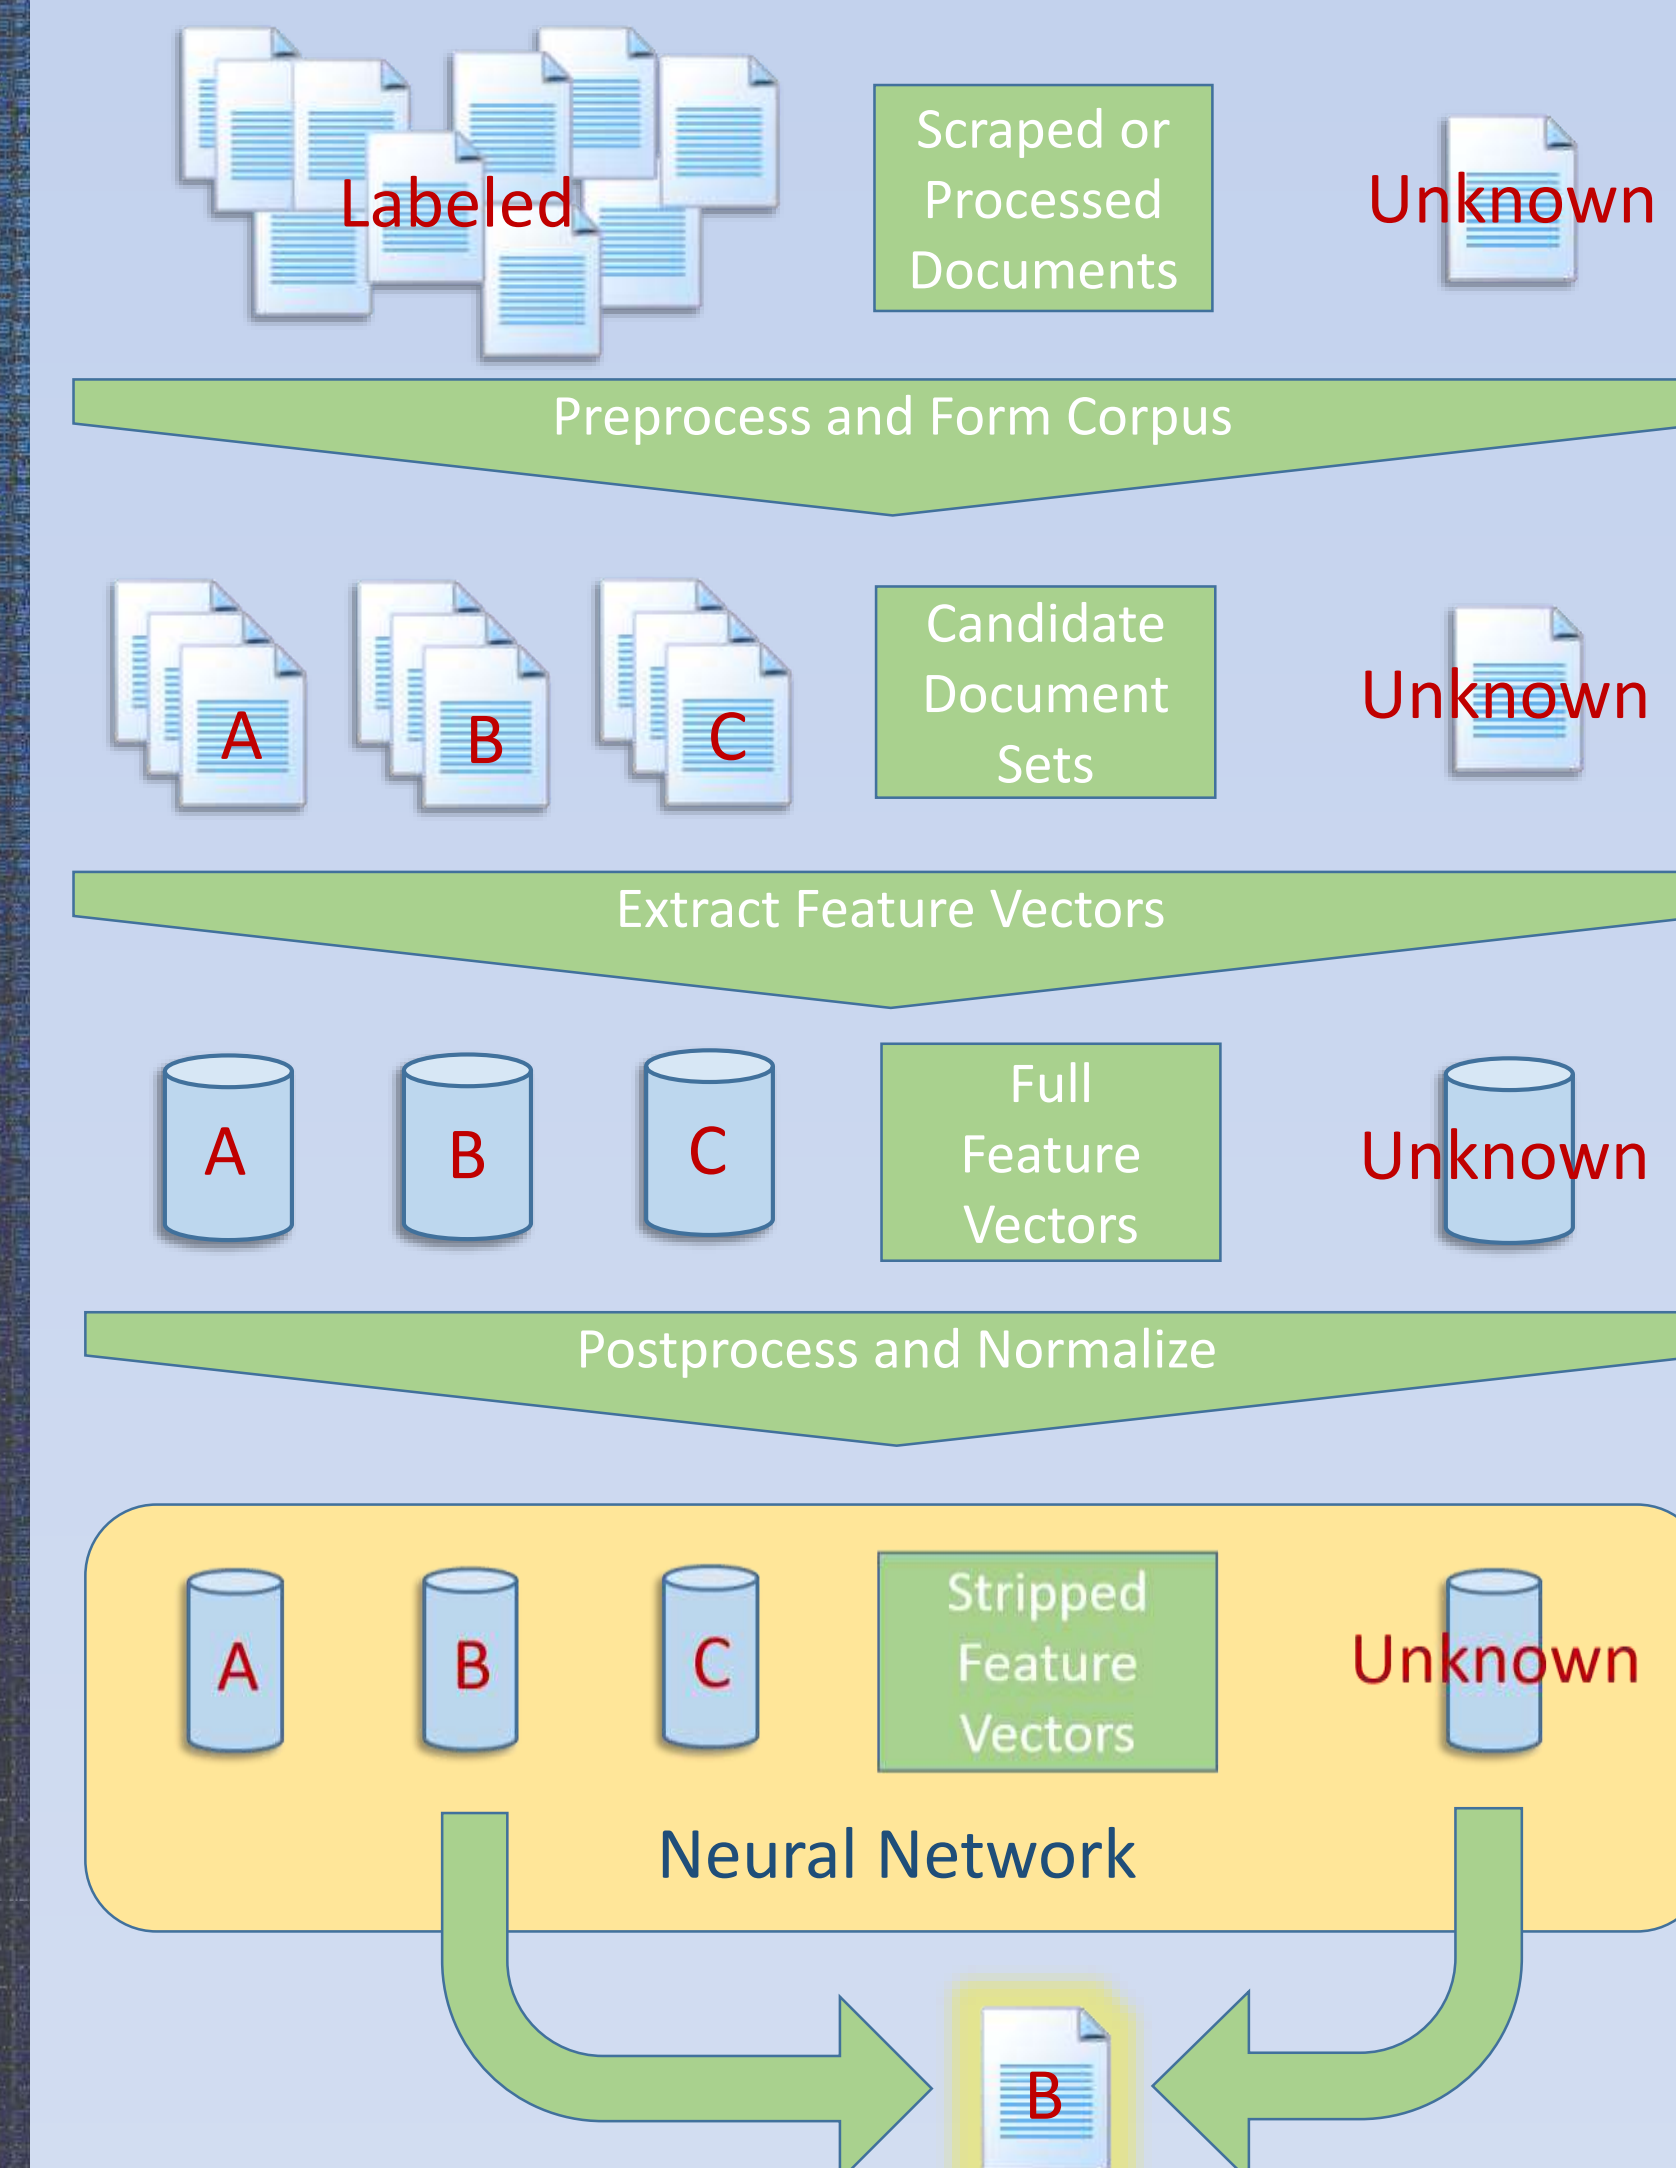 Labeled
Scraped or
Processed
Documents
Unknown
Preprocess and Form Corpus
A
B
C
Candidate
Document
Sets
Unknown
Extract Feature Vectors
A
B
C
Full
Feature
Vectors
Unknown
Postprocess and Normalize
A
B
C
Stripped
Feature
Vectors
Unknown
Neural Network
B